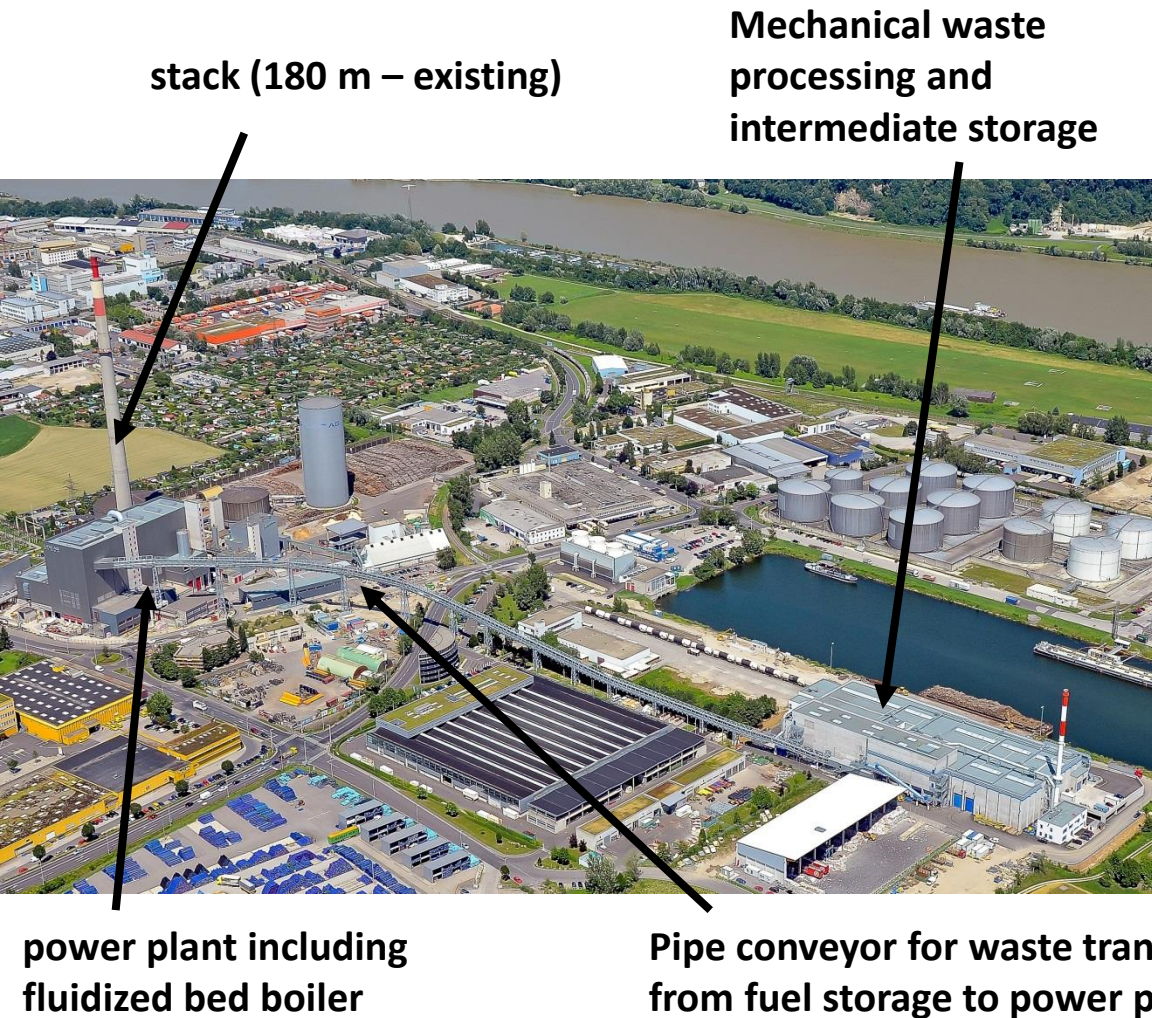 stack (180 m – existing)
Mechanical waste
processing and
intermediate storage
power plant including
fluidized bed boiler
Pipe conveyor for waste tran
from fuel storage to power p